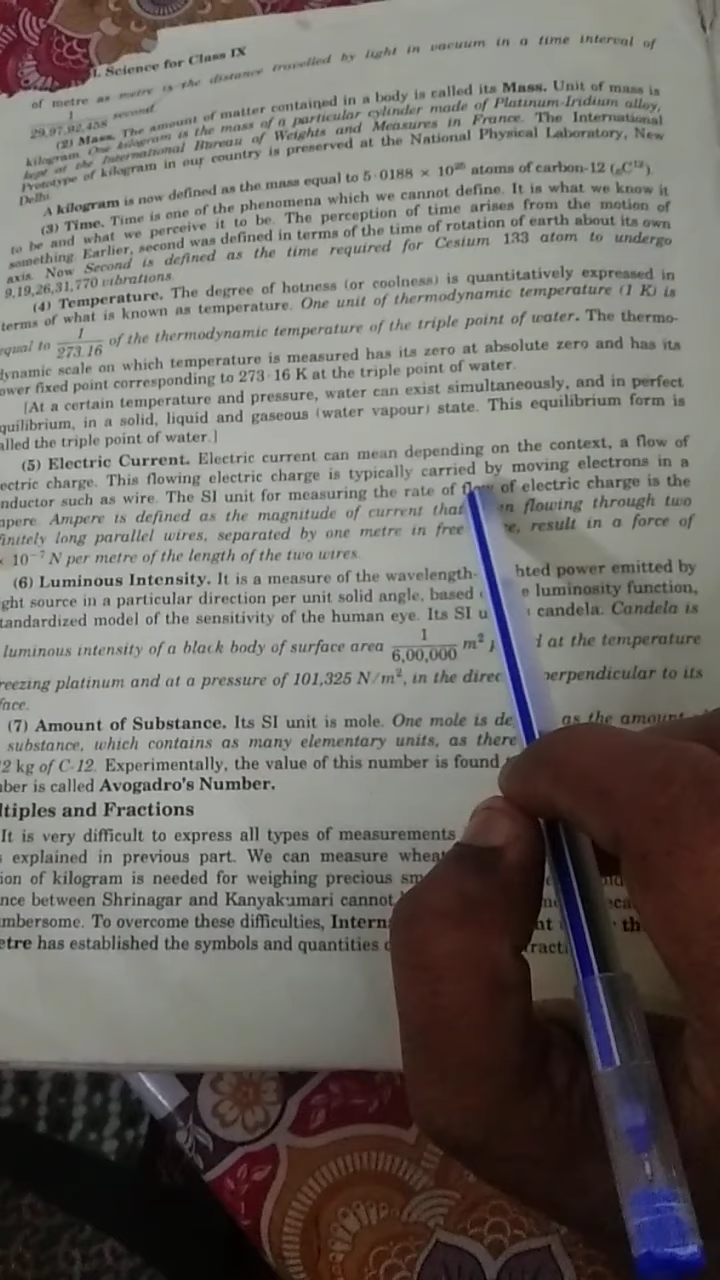 I. Science for Class IX
of metre as metre is the distance travelled by light in vacuum in a time interval of
1
29,97,92,458 second.
(2) Mass. The amount of matter contained in a body is called its Mass. Unit of mass is
kilogram. One kilogram is the mass of a particular cylinder made of Platinum-Iridium alloy,
kept at the International Bureau of Weights and Measures in France. The International
Prototype of kilogram in our country is preserved at the National Physical Laboratory, New
Delhi.
A kilogram is now defined as the mass equal to 5·0188 × 10²⁵ atoms of carbon-12 (₆C¹²).
(3) Time. Time is one of the phenomena which we cannot define. It is what we know it
to be and what we perceive it to be. The perception of time arises from the motion of
something. Earlier, second was defined in terms of the time of rotation of earth about its own
axis. Now Second is defined as the time required for Cesium 133 atom to undergo
9,19,26,31,770 vibrations.
(4) Temperature. The degree of hotness (or coolness) is quantitatively expressed in
terms of what is known as temperature. One unit of thermodynamic temperature (1 K) is
equal to 1/273·16 of the thermodynamic temperature of the triple point of water. The thermo-
dynamic scale on which temperature is measured has its zero at absolute zero and has its
ower fixed point corresponding to 273·16 K at the triple point of water.
[At a certain temperature and pressure, water can exist simultaneously, and in perfect
quilibrium, in a solid, liquid and gaseous (water vapour) state. This equilibrium form is
alled the triple point of water.]
(5) Electric Current. Electric current can mean depending on the context, a flow of
ectric charge. This flowing electric charge is typically carried by moving electrons in a
nductor such as wire. The SI unit for measuring the rate of flow of electric charge is the
mpere. Ampere is defined as the magnitude of current that n flowing through two
finitely long parallel wires, separated by one metre in free e, result in a force of
× 10⁻⁷ N per metre of the length of the two wires.
(6) Luminous Intensity. It is a measure of the wavelength- hted power emitted by
ght source in a particular direction per unit solid angle, based e luminosity function,
tandardized model of the sensitivity of the human eye. Its SI u candela. Candela is
luminous intensity of a black body of surface area 1/6,00,000 m² d at the temperature
reezing platinum and at a pressure of 101,325 N/m², in the direc perpendicular to its
face.
(7) Amount of Substance. Its SI unit is mole. One mole is de as the amount
substance, which contains as many elementary units, as there
2 kg of C-12. Experimentally, the value of this number is found
ber is called Avogadro's Number.
ltiples and Fractions
It is very difficult to express all types of measurements
explained in previous part. We can measure whea
ion of kilogram is needed for weighing precious sm
nce between Shrinagar and Kanyakumari cannot
mbersome. To overcome these difficulties, Intern th
etre has established the symbols and quantities fracti